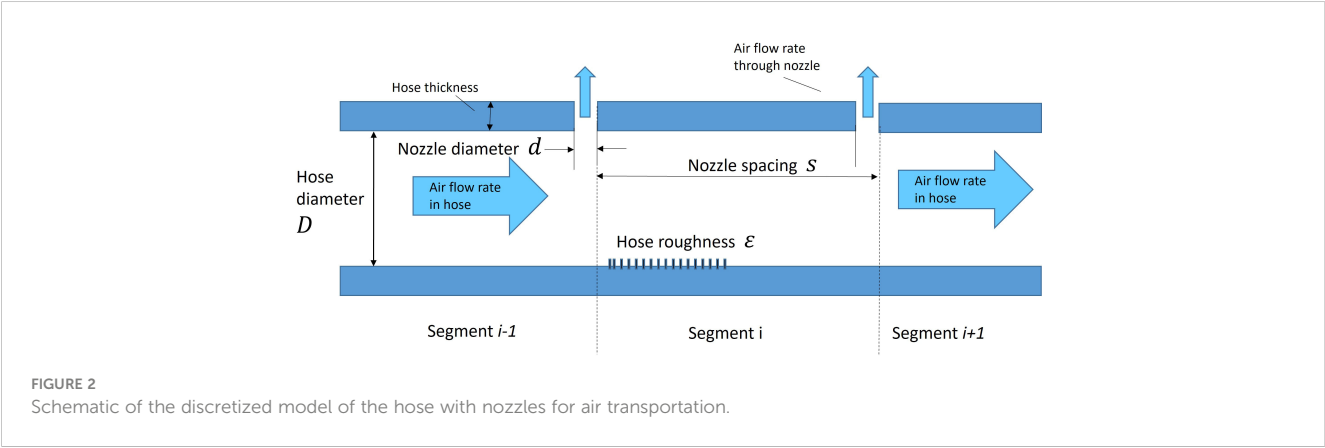 Air flow rate
through nozzle
Hose thickness
Nozzle diameter d
Nozzle spacing S
Hose
diameter
D
Air flow rate
in hose
Air flow rate
in hose
Hose roughness ε
Segment i-1
Segment i
Segment i+1
FIGURE 2
Schematic of the discretized model of the hose with nozzles for air transportation.